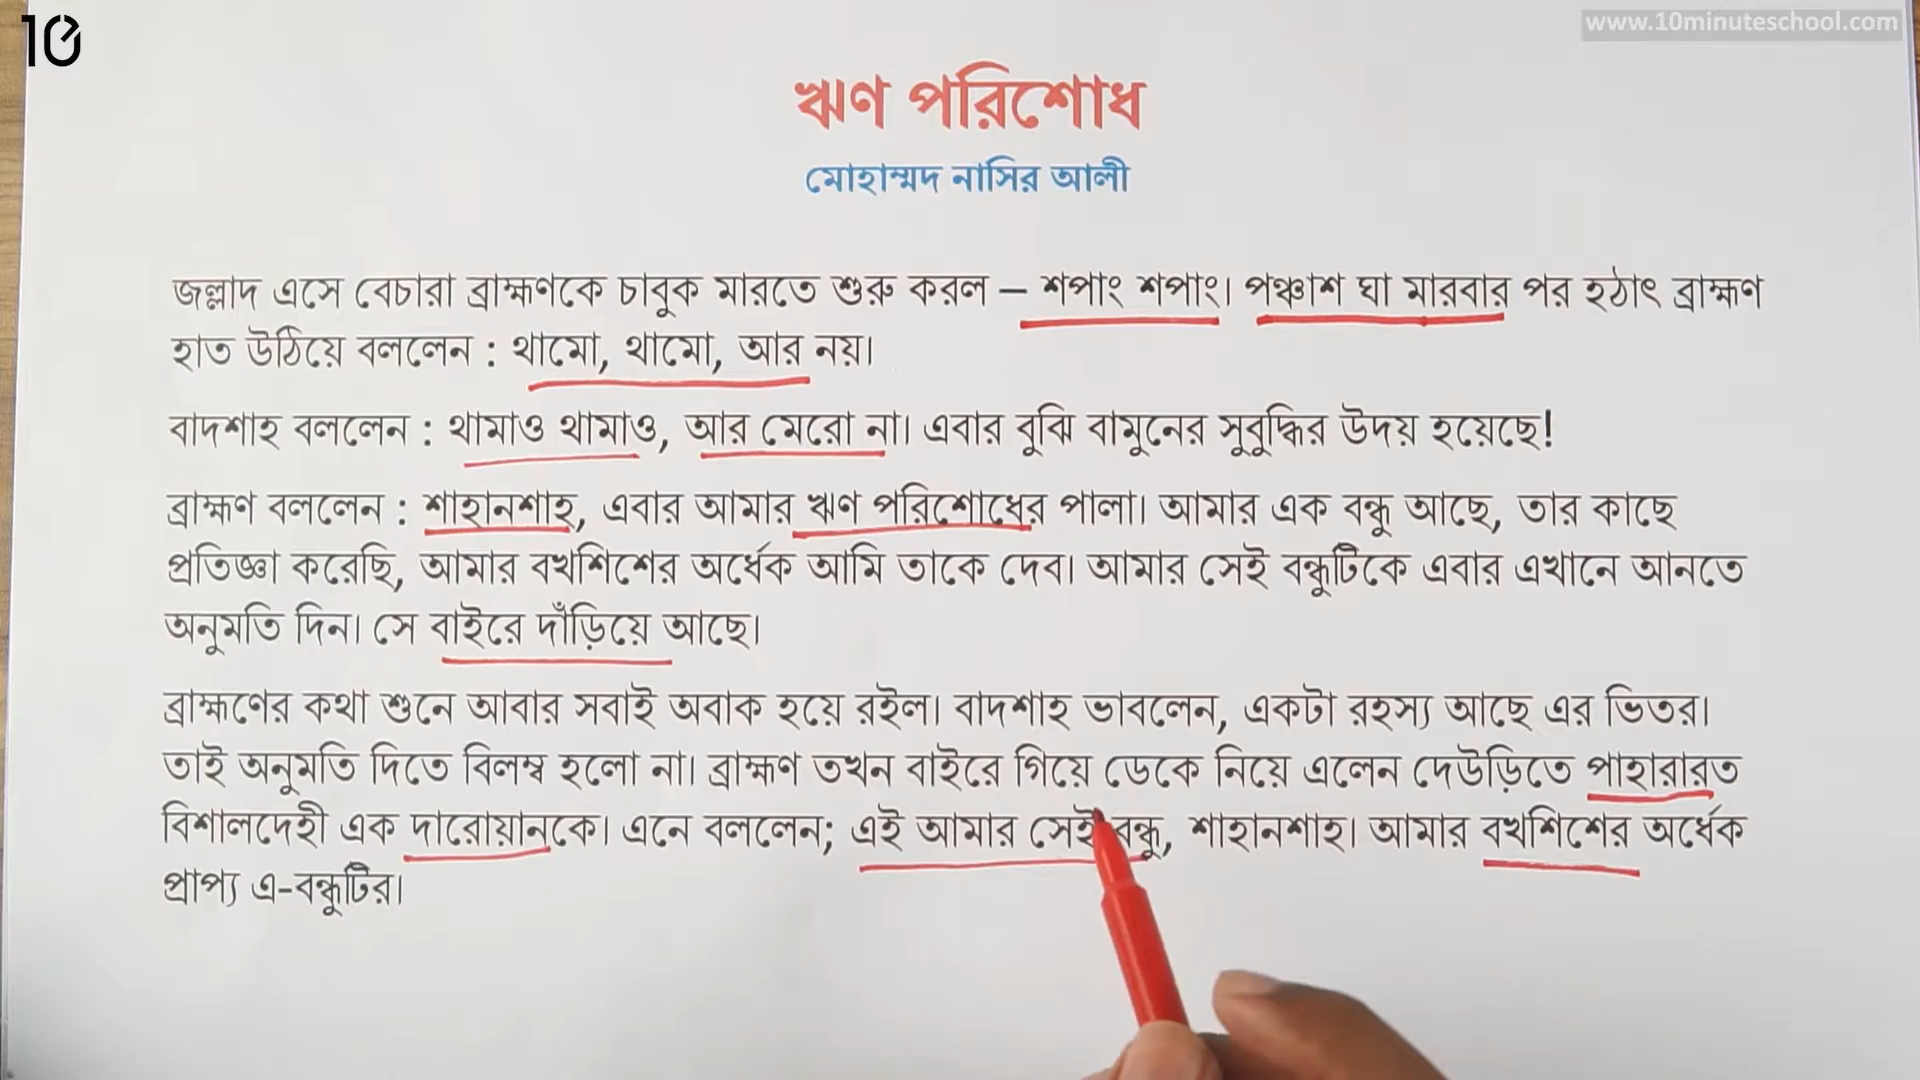 10
www.10minuteschool.com
ঋণ পরিশোধ
মোহাম্মদ নাসির আলী
জল্লাদ এসে বেচারা ব্রাহ্মণকে চাবুক মারতে শুরু করল – শপাং শপাং। পঞ্চাশ ঘা মারবার পর হঠাৎ ব্রাহ্মণ
হাত উঠিয়ে বললেন : থামো, থামো, আর নয়।
বাদশাহ বললেন : থামাও থামাও, আর মেরো না। এবার বুঝি বামুনের সুবুদ্ধির উদয় হয়েছে!
ব্রাহ্মণ বললেন : শাহানশাহ, এবার আমার ঋণ পরিশোধের পালা। আমার এক বন্ধু আছে, তার কাছে
প্রতিজ্ঞা করেছি, আমার বখশিশের অর্ধেক আমি তাকে দেব। আমার সেই বন্ধুটিকে এবার এখানে আনতে
অনুমতি দিন। সে বাইরে দাঁড়িয়ে আছে।
ব্রাহ্মণের কথা শুনে আবার সবাই অবাক হয়ে রইল। বাদশাহ ভাবলেন, একটা রহস্য আছে এর ভিতর।
তাই অনুমতি দিতে বিলম্ব হলো না। ব্রাহ্মণ তখন বাইরে গিয়ে ডেকে নিয়ে এলেন দেউড়িতে পাহারারত
বিশালদেহী এক দারোয়ানকে। এনে বললেন; এই আমার সেই বন্ধু, শাহানশাহ। আমার বখশিশের অর্ধেক
প্রাপ্য এ-বন্ধুটির।